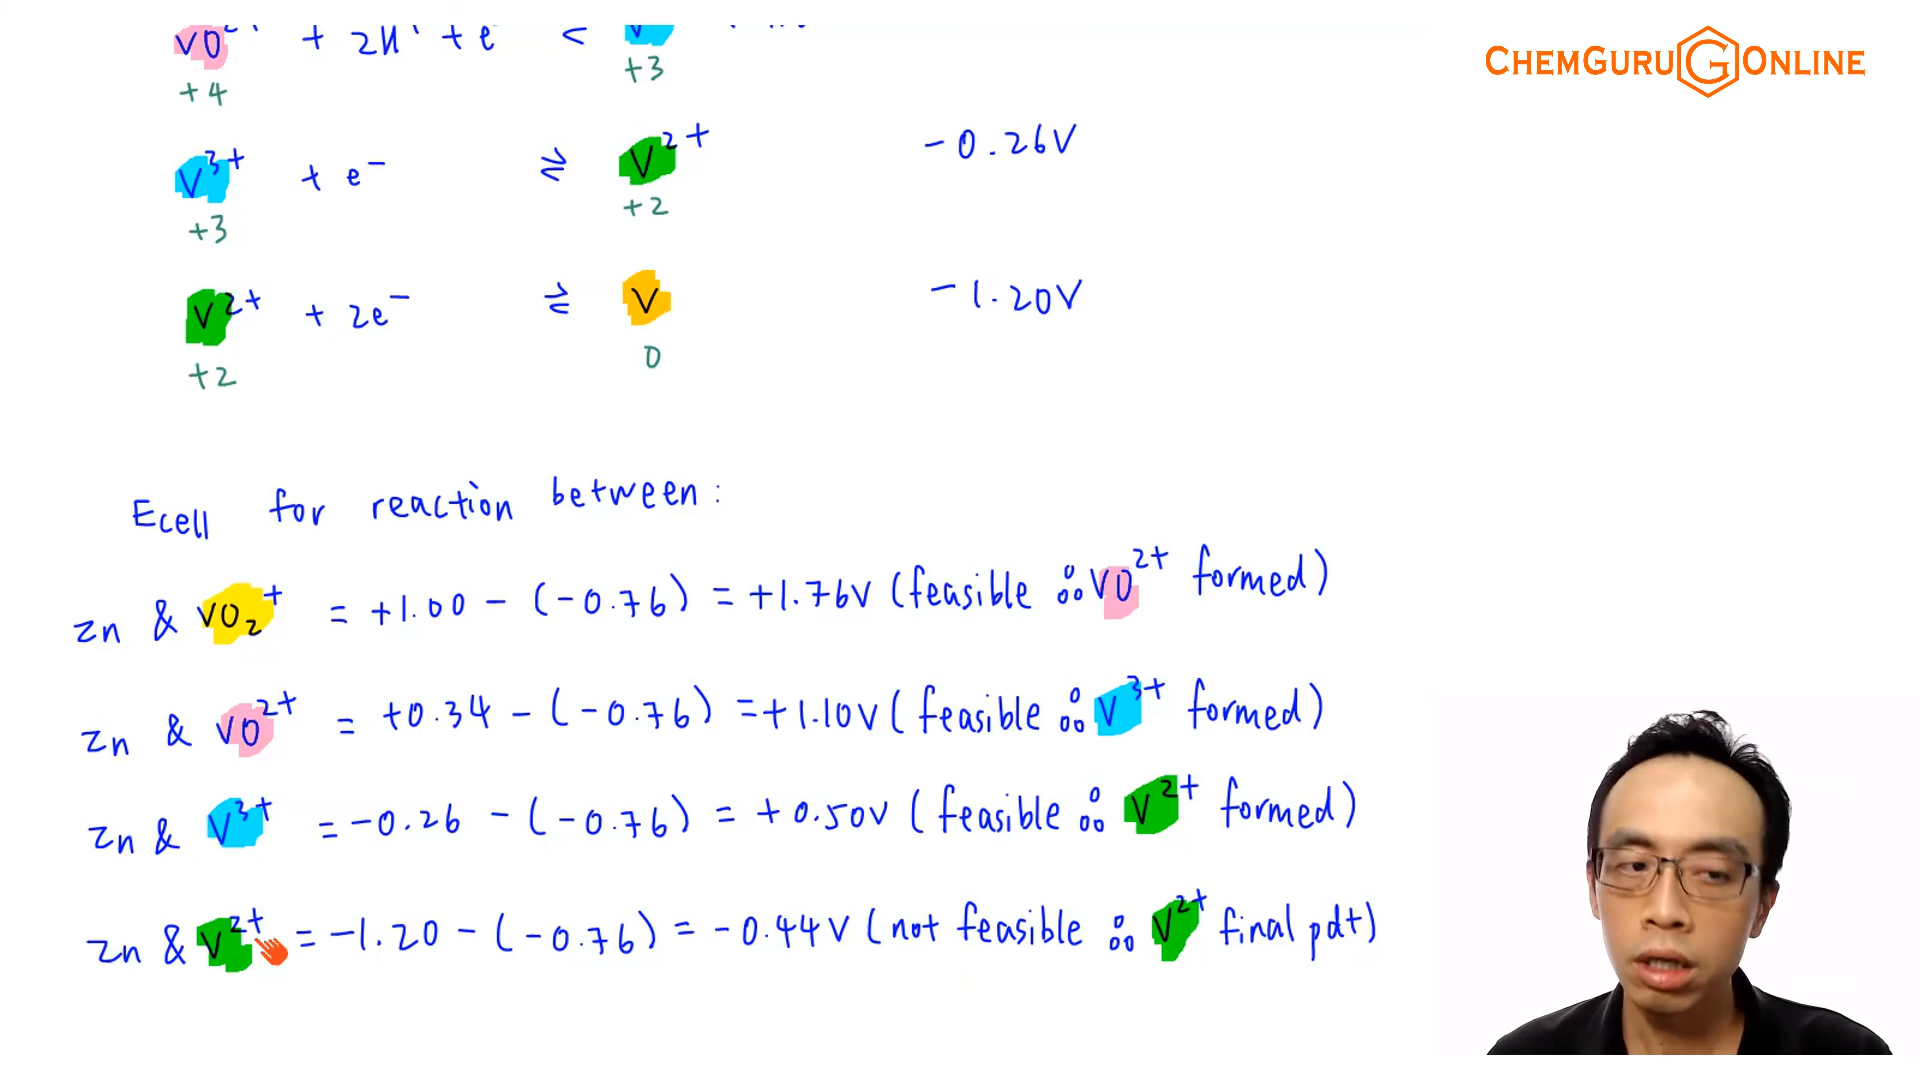 CHEMGURU ONLINE
VO²⁺ + 2H⁺ + e
+4 +3
V³⁺ + e⁻ ⇌ V²⁺ -0.26V
+3 +2
V²⁺ + 2e⁻ ⇌ V -1.20V
+2 0
Ecell for reaction between:
Zn & VO₂⁺ = +1.00 - (-0.76) = +1.76V (feasible ∴ VO²⁺ formed)
Zn & VO²⁺ = +0.34 - (-0.76) = +1.10V (feasible ∴ V³⁺ formed)
Zn & V³⁺ = -0.26 - (-0.76) = +0.50V (feasible ∴ V²⁺ formed)
Zn & V²⁺ = -1.20 - (-0.76) = -0.44V (not feasible ∴ V²⁺ final pdt)